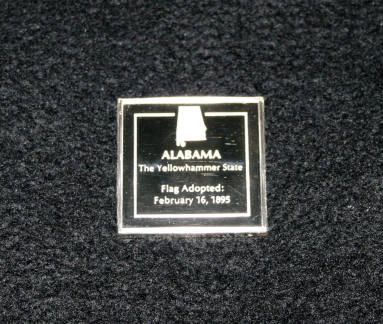 ALABAMA
The Yellowhammer State
Flag Adopted:
February 16, 1895